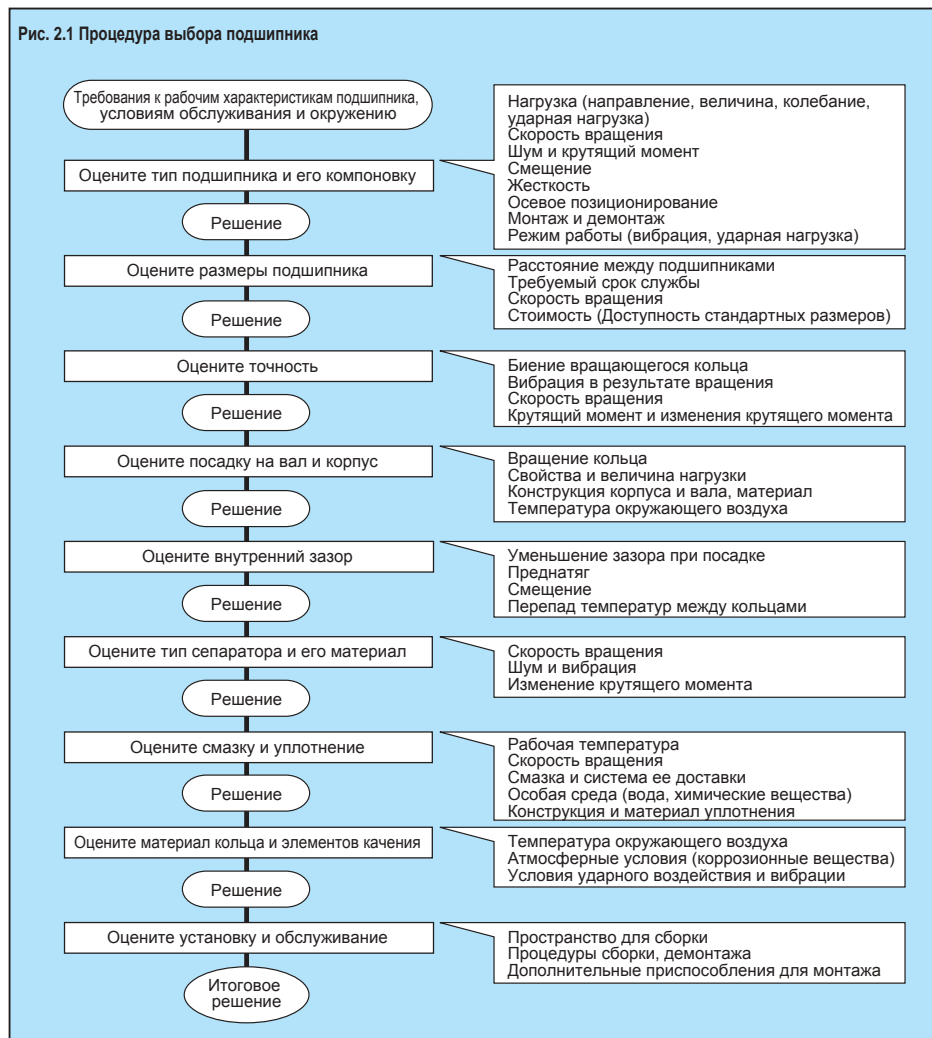 Рис. 2.1 Процедура выбора подшипника
Требования к рабочим характеристикам подшипника,
условиям обслуживания и окружению
Нагрузка (направление, величина, колебание,
ударная нагрузка)
Скорость вращения
Шум и крутящий момент
Смещение
Жесткость
Осевое позиционирование
Монтаж и демонтаж
Режим работы (вибрация, ударная нагрузка)
Оцените тип подшипника и его компоновку
Решение
Оцените размеры подшипника
Расстояние между подшипниками
Требуемый срок службы
Скорость вращения
Стоимость (Доступность стандартных размеров)
Решение
Оцените точность
Биение вращающегося кольца
Вибрация в результате вращения
Скорость вращения
Крутящий момент и изменения крутящего момента
Решение
Оцените посадку на вал и корпус
Вращение кольца
Свойства и величина нагрузки
Конструкция корпуса и вала, материал
Температура окружающего воздуха
Решение
Оцените внутренний зазор
Уменьшение зазора при посадке
Преднатяг
Смещение
Перепад температур между кольцами
Решение
Оцените тип сепаратора и его материал
Скорость вращения
Шум и вибрация
Изменение крутящего момента
Решение
Оцените смазку и уплотнение
Рабочая температура
Скорость вращения
Смазка и система ее доставки
Особая среда (вода, химические вещества)
Конструкция и материал уплотнения
Решение
Оцените материал кольца и элементов качения
Температура окружающего воздуха
Атмосферные условия (коррозионные вещества)
Условия ударного воздействия и вибрации
Решение
Оцените установку и обслуживание
Пространство для сборки
Процедуры сборки, демонтажа
Дополнительные приспособления для монтажа
Итоговое
решение